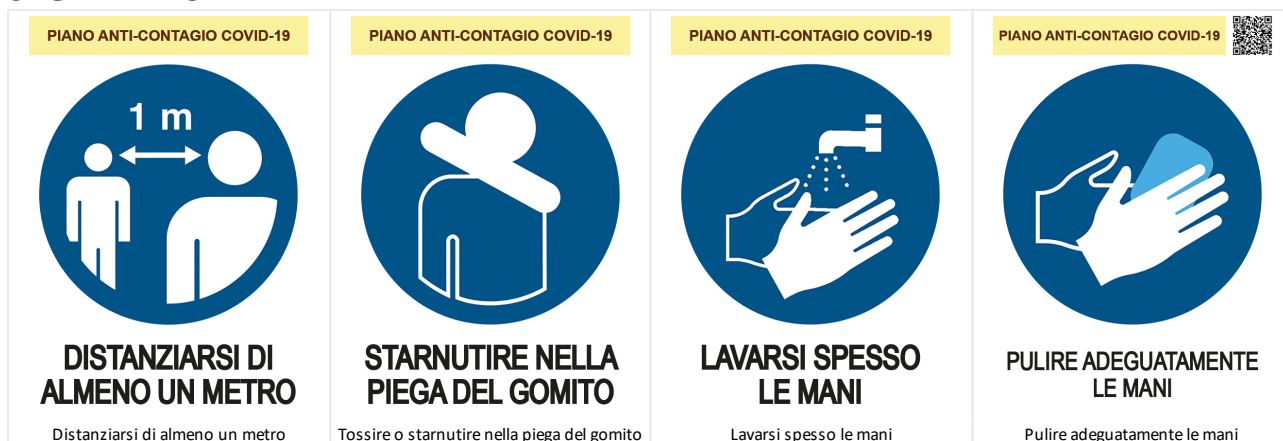 PIANO ANTI-CONTAGIO COVID-19
1 m
DISTANZIARSI DI
ALMENO UN METRO
Distanziarsi di almeno un metro
PIANO ANTI-CONTAGIO COVID-19
STARNUTIRE NELLA
PIEGA DEL GOMITO
Tossire o starnutire nella piega del gomito
PIANO ANTI-CONTAGIO COVID-19
LAVARSI SPESSO
LE MANI
Lavarsi spesso le mani
PIANO ANTI-CONTAGIO COVID-19
PULIRE ADEGUATAMENTE
LE MANI
Pulire adeguatamente le mani